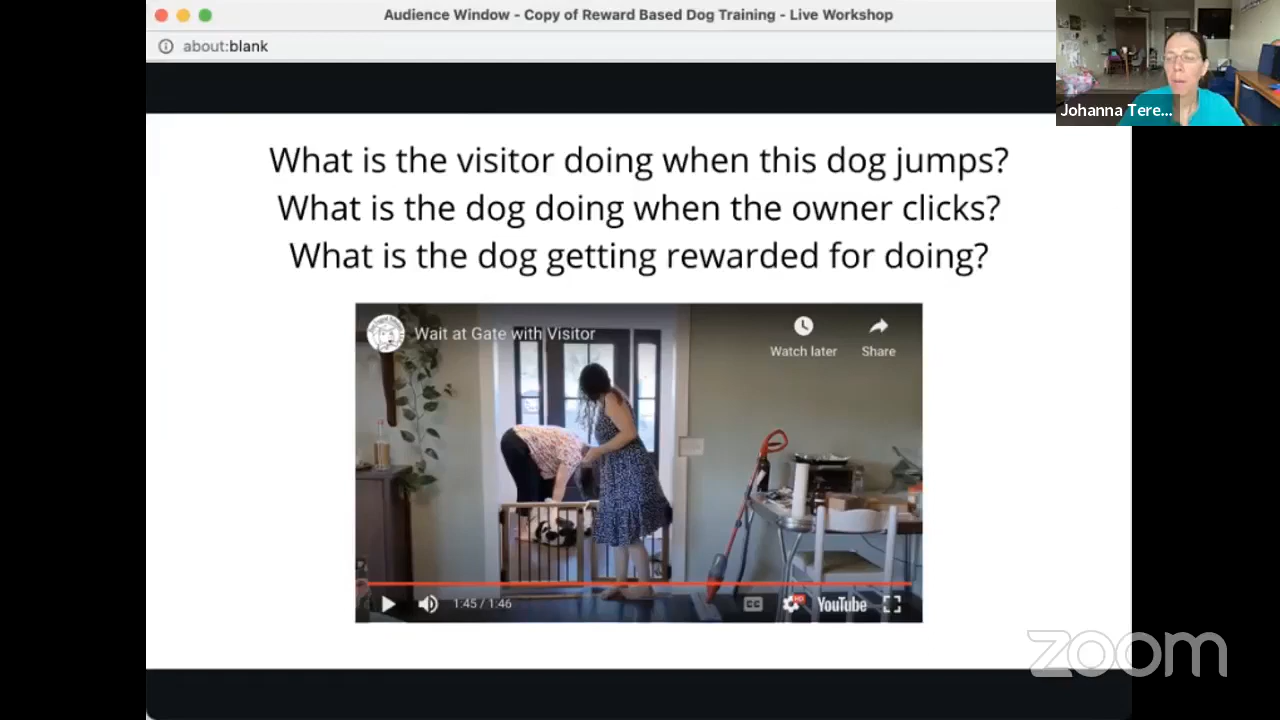 Audience Window - Copy of Reward Based Dog Training - Live Workshop
about:blank
Johanna Tere...
What is the visitor doing when this dog jumps?
What is the dog doing when the owner clicks?
What is the dog getting rewarded for doing?
Wait at Gate with Visitor
Watch later
Share
1:45 / 1:46
CC
HD
YouTube
zoom